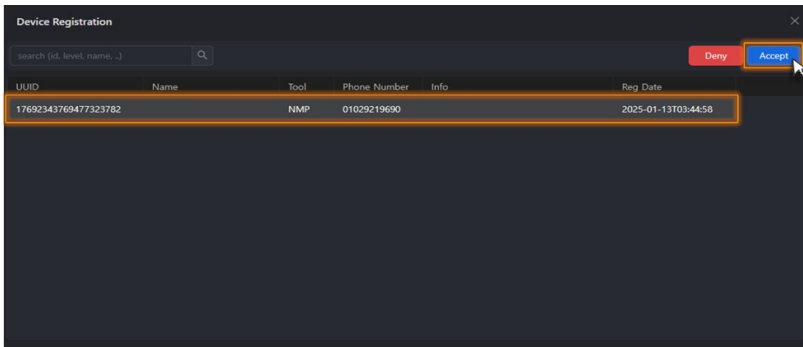 Device Registration
search (id, level, name, ..)
Deny Accept
UUID Name Tool Phone Number Info Reg Date
17692343769477323782 NMP 01029219690 2025-01-13T03:44:58